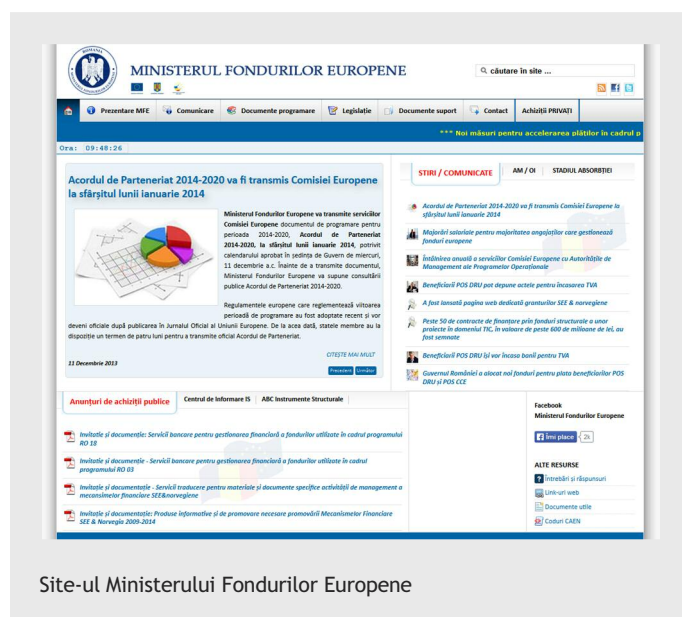 ROMANIA
MINISTERUL FONDURILOR EUROPENE
căutare în site ...
Prezentare MFE
Comunicare
Documente programare
Legislație
Documente suport
Contact
Achiziții PRIVAȚI
*** Noi măsuri pentru accelerarea plăților în cadrul p
Ora: 09:48:26
Acordul de Parteneriat 2014-2020 va fi transmis Comisiei Europene
la sfârșitul lunii ianuarie 2014
Ministerul Fondurilor Europene va transmite serviciilor
Comisiei Europene documentul de programare pentru
perioada 2014-2020, Acordul de Parteneriat
2014-2020, la sfârșitul lunii ianuarie 2014, potrivit
calendarului aprobat în ședința de Guvern de miercuri,
11 decembrie a.c. Înainte de a transmite documentul,
Ministerul Fondurilor Europene va supune consultării
publice Acordul de Parteneriat 2014-2020.
Regulamentele europene care reglementează viitoarea
perioadă de programare au fost adoptate recent și vor
deveni oficiale după publicarea în Jurnalul Oficial al Uniunii Europene. De la acea dată, statele membre au la
dispoziție un termen de patru luni pentru a transmite oficial Acordul de Parteneriat.
CITEȘTE MAI MULT
11 Decembrie 2013
Precedent Următor
STIRI / COMUNICATE
AM / OI
STADIUL ABSORBȚIEI
Acordul de Parteneriat 2014-2020 va fi transmis Comisiei Europene la
sfârșitul lunii ianuarie 2014
Majorări salariale pentru majoritatea angajaților care gestionează
fonduri europene
Întâlnirea anuală a serviciilor Comisiei Europene cu Autoritățile de
Management ale Programelor Operaționale
Beneficiarii POS DRU pot depune actele pentru încasarea TVA
A fost lansată pagina web dedicată granturilor SEE & norvegiene
Peste 50 de contracte de finanțare prin fonduri structurale a unor
proiecte în domeniul TIC, în valoare de peste 600 de milioane de lei, au
fost semnate
Beneficiarii POS DRU își vor încasa banii pentru TVA
Guvernul României a alocat noi fonduri pentru plata beneficiarilor POS
DRU și POS CCE
Anunțuri de achiziții publice
Centrul de Informare IS
ABC Instrumente Structurale
Invitație și documentție: Servicii bancare pentru gestionarea financiară a fondurilor utilizate în cadrul programului
RO 18
Invitație și documentție - Servicii bancare pentru gestionarea financiară a fondurilor utilizate în cadrul
programului RO 03
Invitație și documentație - Servicii traducere pentru materiale și documente specifice activității de management a
mecansimelor financiare SEE&norvegiene
Invitație și documentație: Produse informative și de promovare necesare promovării Mecanismelor Financiare
SEE & Norvegia 2009-2014
Facebook
Ministerul Fondurilor Europene
Îmi place 2k
ALTE RESURSE
Întrebări și răspunsuri
Link-uri web
Documente utile
Coduri CAEN
Site-ul Ministerului Fondurilor Europene